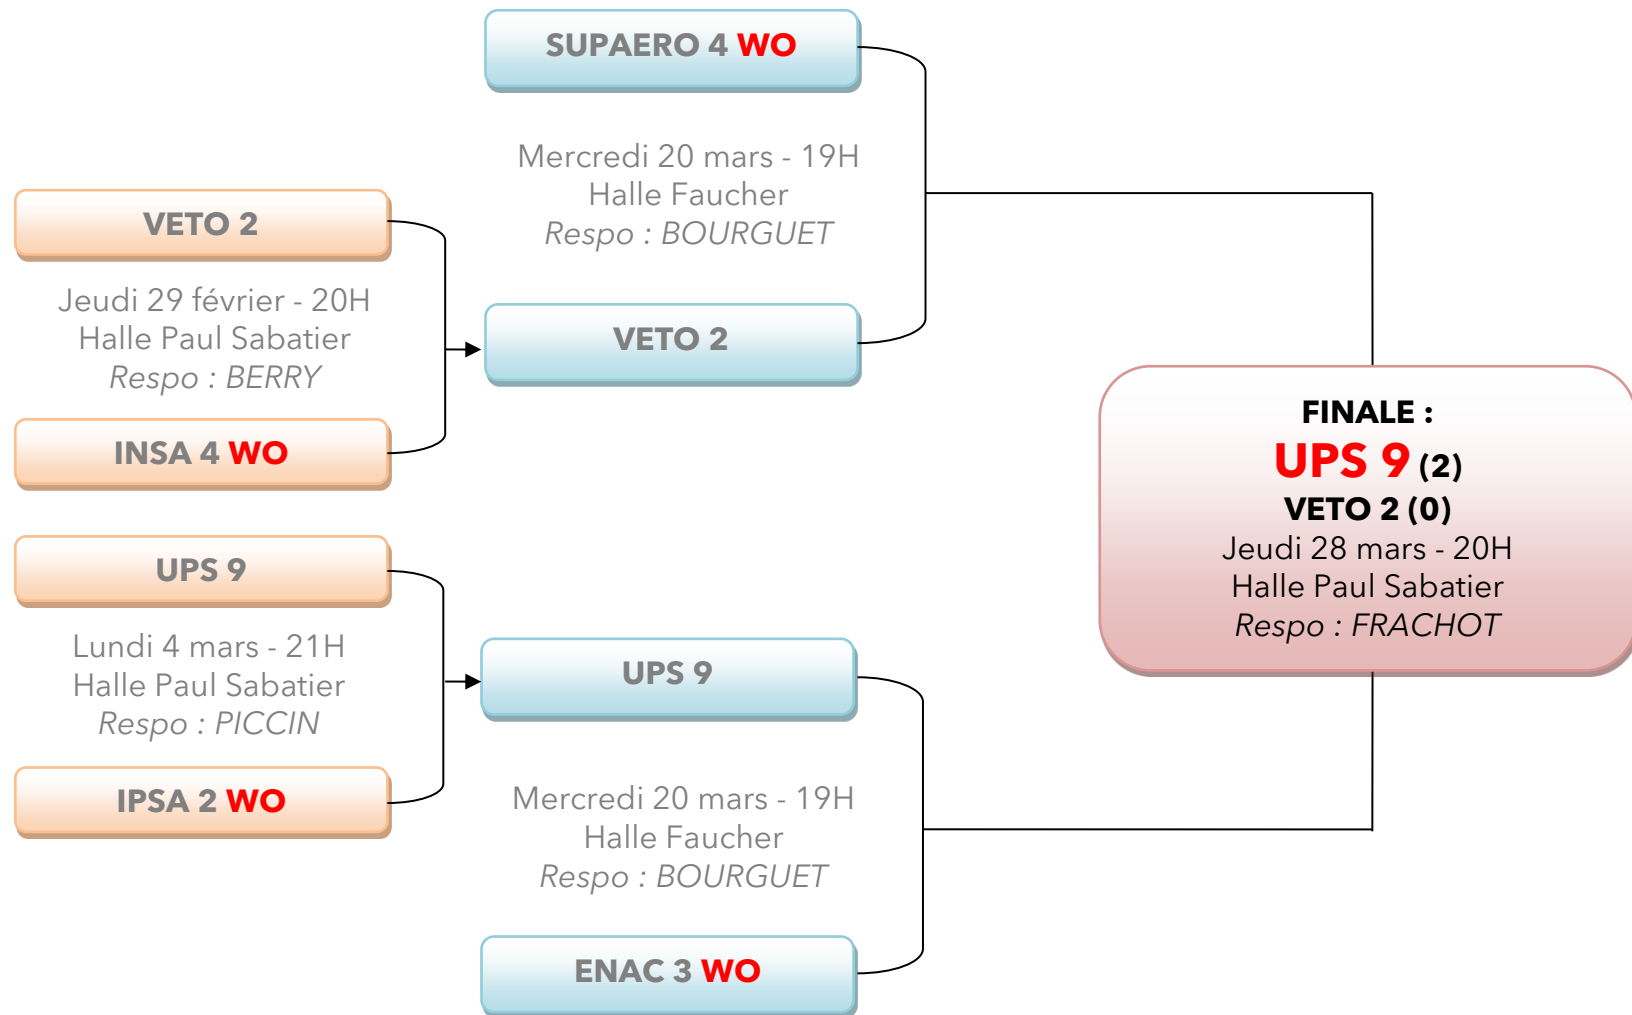 VETO 2
Jeudi 29 février - 20H
Halle Paul Sabatier
Respo : BERRY
INSA 4 WO
UPS 9
Lundi 4 mars - 21H
Halle Paul Sabatier
Respo : PICCIN
IPSA 2 WO
SUPAERO 4 WO
Mercredi 20 mars - 19H
Halle Faucher
Respo : BOURGUET
VETO 2
UPS 9
Mercredi 20 mars - 19H
Halle Faucher
Respo : BOURGUET
ENAC 3 WO
FINALE :
UPS 9 (2)
VETO 2 (0)
Jeudi 28 mars - 20H
Halle Paul Sabatier
Respo : FRACHOT